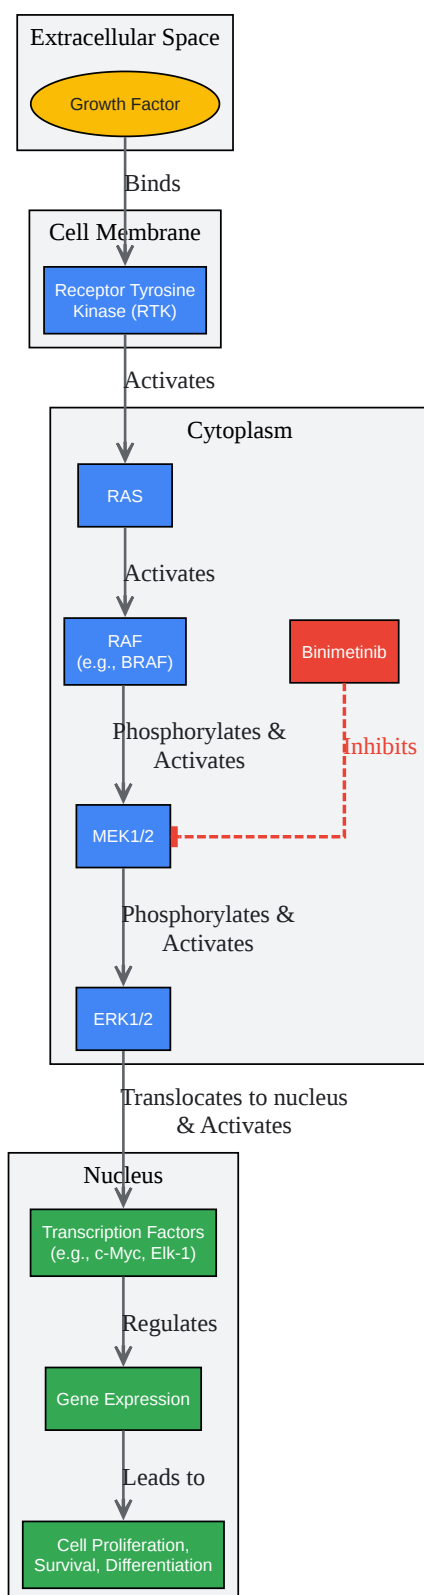 Extracellular Space
Growth Factor
Binds
Cell Membrane
Receptor Tyrosine
Kinase (RTK)
Activates
Cytoplasm
RAS
Activates
RAF
(e.g., BRAF)
Binimetinib
Phosphorylates &
Activates
Inhibits
MEK1/2
Phosphorylates &
Activates
ERK1/2
Translocates to nucleus
& Activates
Nucleus
Transcription Factors
(e.g., c-Myc, Elk-1)
Regulates
Gene Expression
Leads to
Cell Proliferation,
Survival, Differentiation